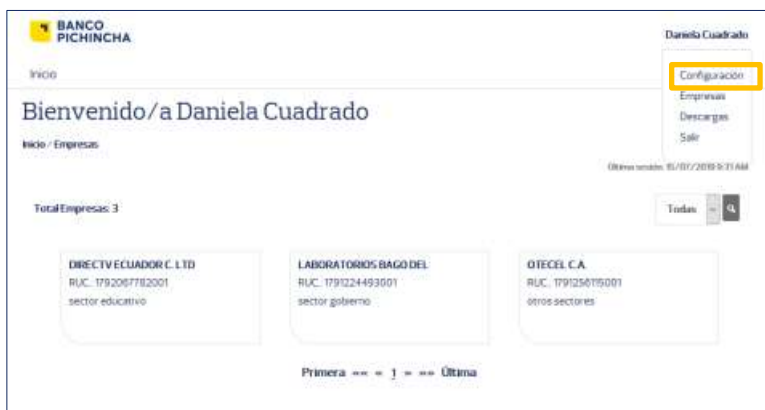 BANCO
PICHINCHA
Daniela Cuadrado
Inicio
Configuración
Empresas
Descargas
Salir
Bienvenido/a Daniela Cuadrado
Inicio / Empresas
Última sesión: 15/07/2019 9:31 AM
Total Empresas: 3
Todas
DIRECTV ECUADOR C. LTD
RUC. 1792067782001
sector educativo
LABORATORIOS BAGO DEL
RUC. 1791224493001
sector gobierno
OTECEL C.A.
RUC. 1791256115001
otros sectores
Primera «« « 1 » »» Última